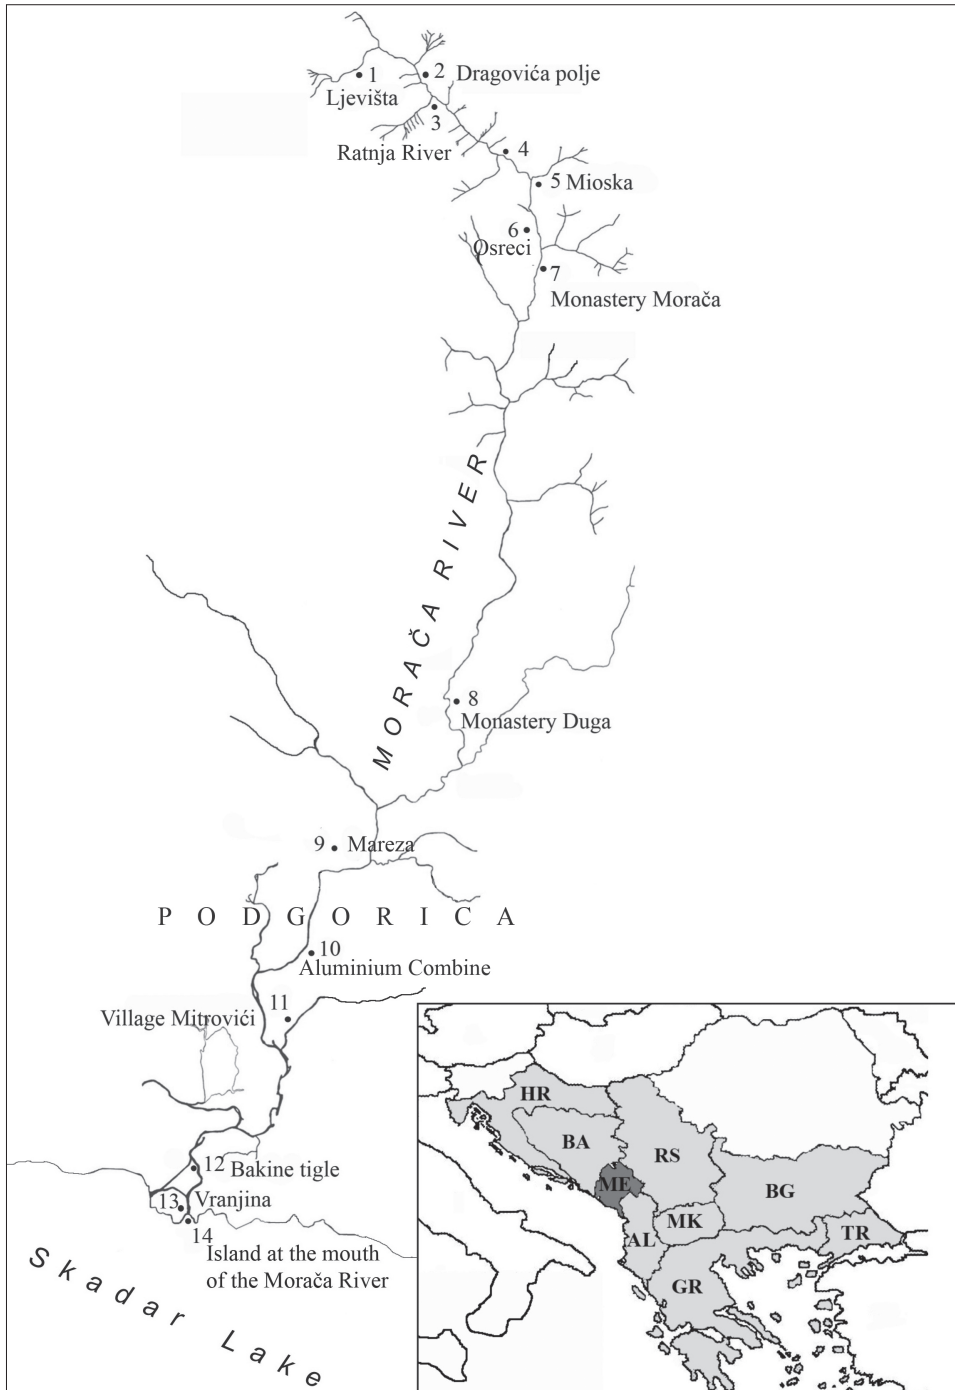 1
Ljevišta
2 Dragovića polje
3
Ratnja River
4
5 Mioska
6
Osreci
7
Monastery Morača
MORAČA RIVER
8
Monastery Duga
9 Mareza
PODGORICA
10
Aluminium Combine
11
Village Mitrovići
12 Bakine tigle
13 Vranjina
14
Island at the mouth
of the Morača River
Skadar Lake
HR
BA
RS
ME
BG
MK
AL
TR
GR